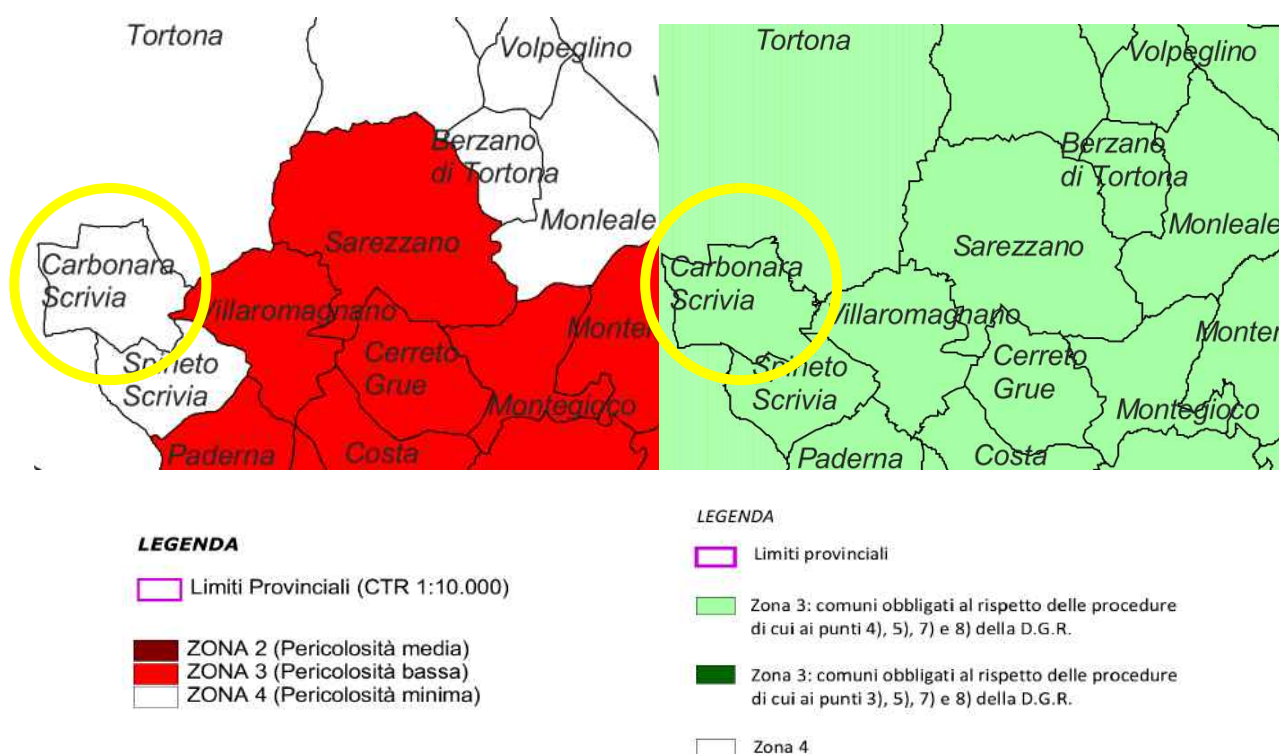 Tortona
Volpeglino
Berzano
di Tortona
Monleale
Sarezzano
Carbonara
Scrivia
Villaromagnano
Spineto
Scrivia
Cerreto
Grue
Montegioco
Paderna
Costa
LEGENDA
Limiti Provinciali (CTR 1:10.000)
ZONA 2 (Pericolosità media)
ZONA 3 (Pericolosità bassa)
ZONA 4 (Pericolosità minima)
Tortona
Volpeglino
Berzano
di Tortona
Monleale
Sarezzano
Carbonara
Scrivia
Villaromagnano
Monter
Spineto
Scrivia
Cerreto
Grue
Montegioco
Paderna
Costa
LEGENDA
Limiti provinciali
Zona 3: comuni obbligati al rispetto delle procedure
di cui ai punti 4), 5), 7) e 8) della D.G.R.
Zona 3: comuni obbligati al rispetto delle procedure
di cui ai punti 3), 5), 7) e 8) della D.G.R.
Zona 4